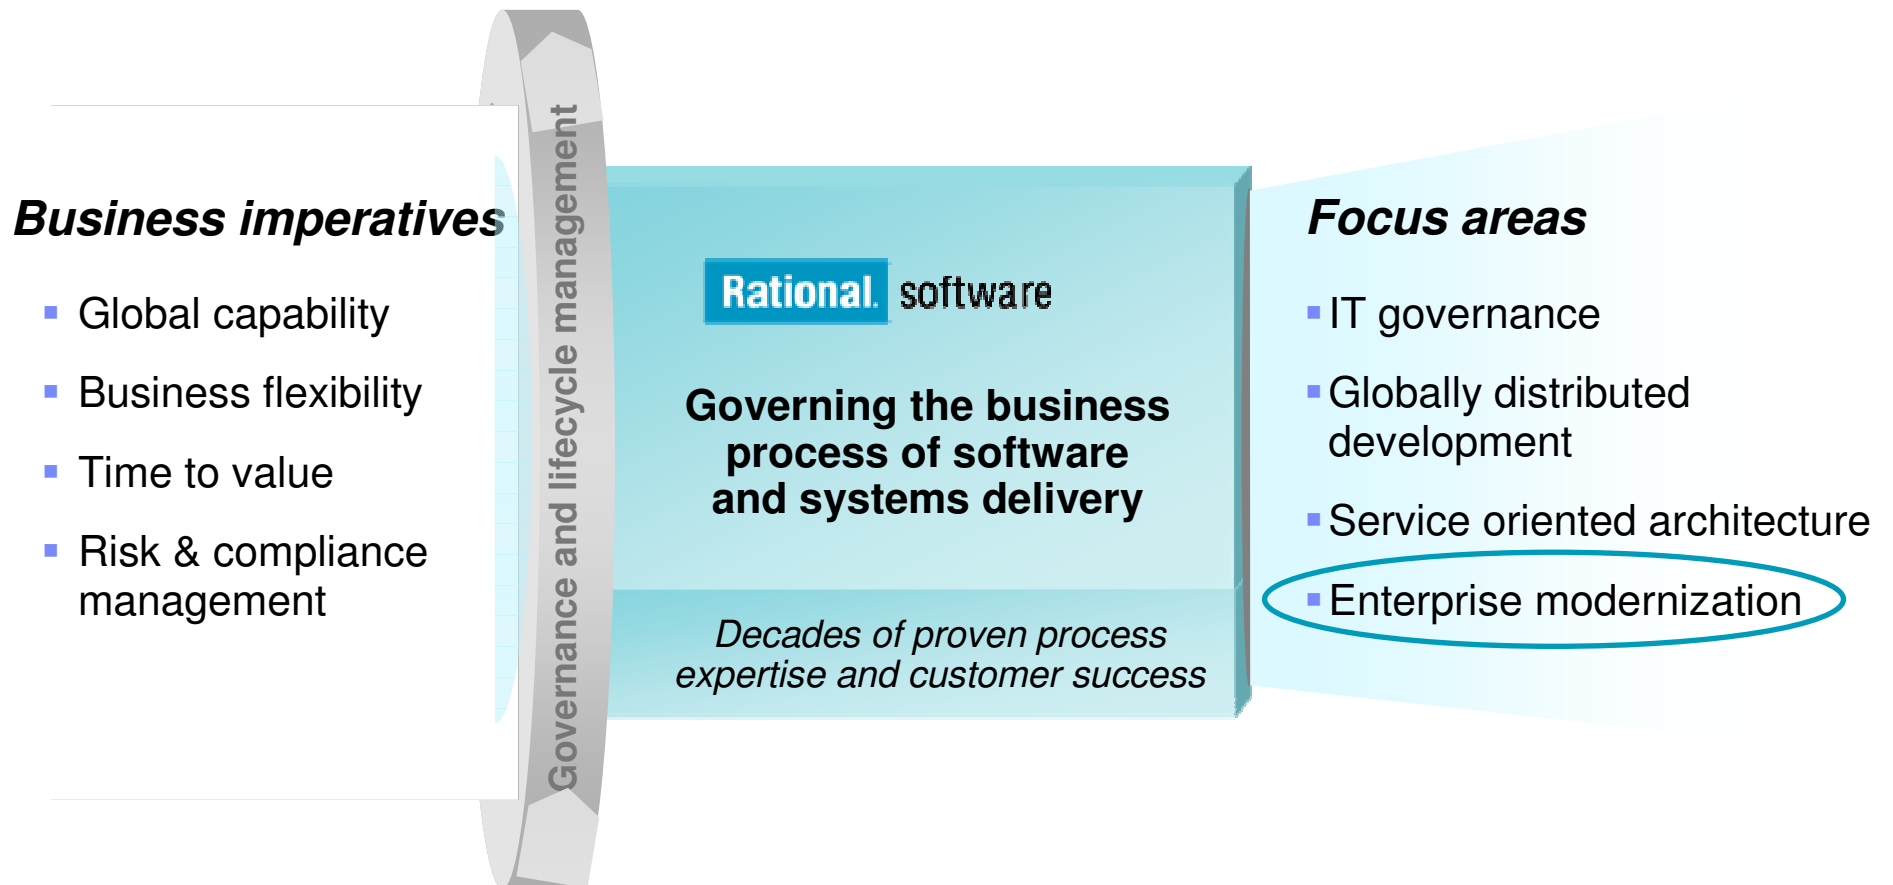 Business imperatives
▪ Global capability
▪ Business flexibility
▪ Time to value
▪ Risk & compliance
management
Governance and lifecycle management
Rational. software
Governing the business
process of software
and systems delivery
Decades of proven process
expertise and customer success
Focus areas
▪ IT governance
▪ Globally distributed
development
▪ Service oriented architecture
▪ Enterprise modernization